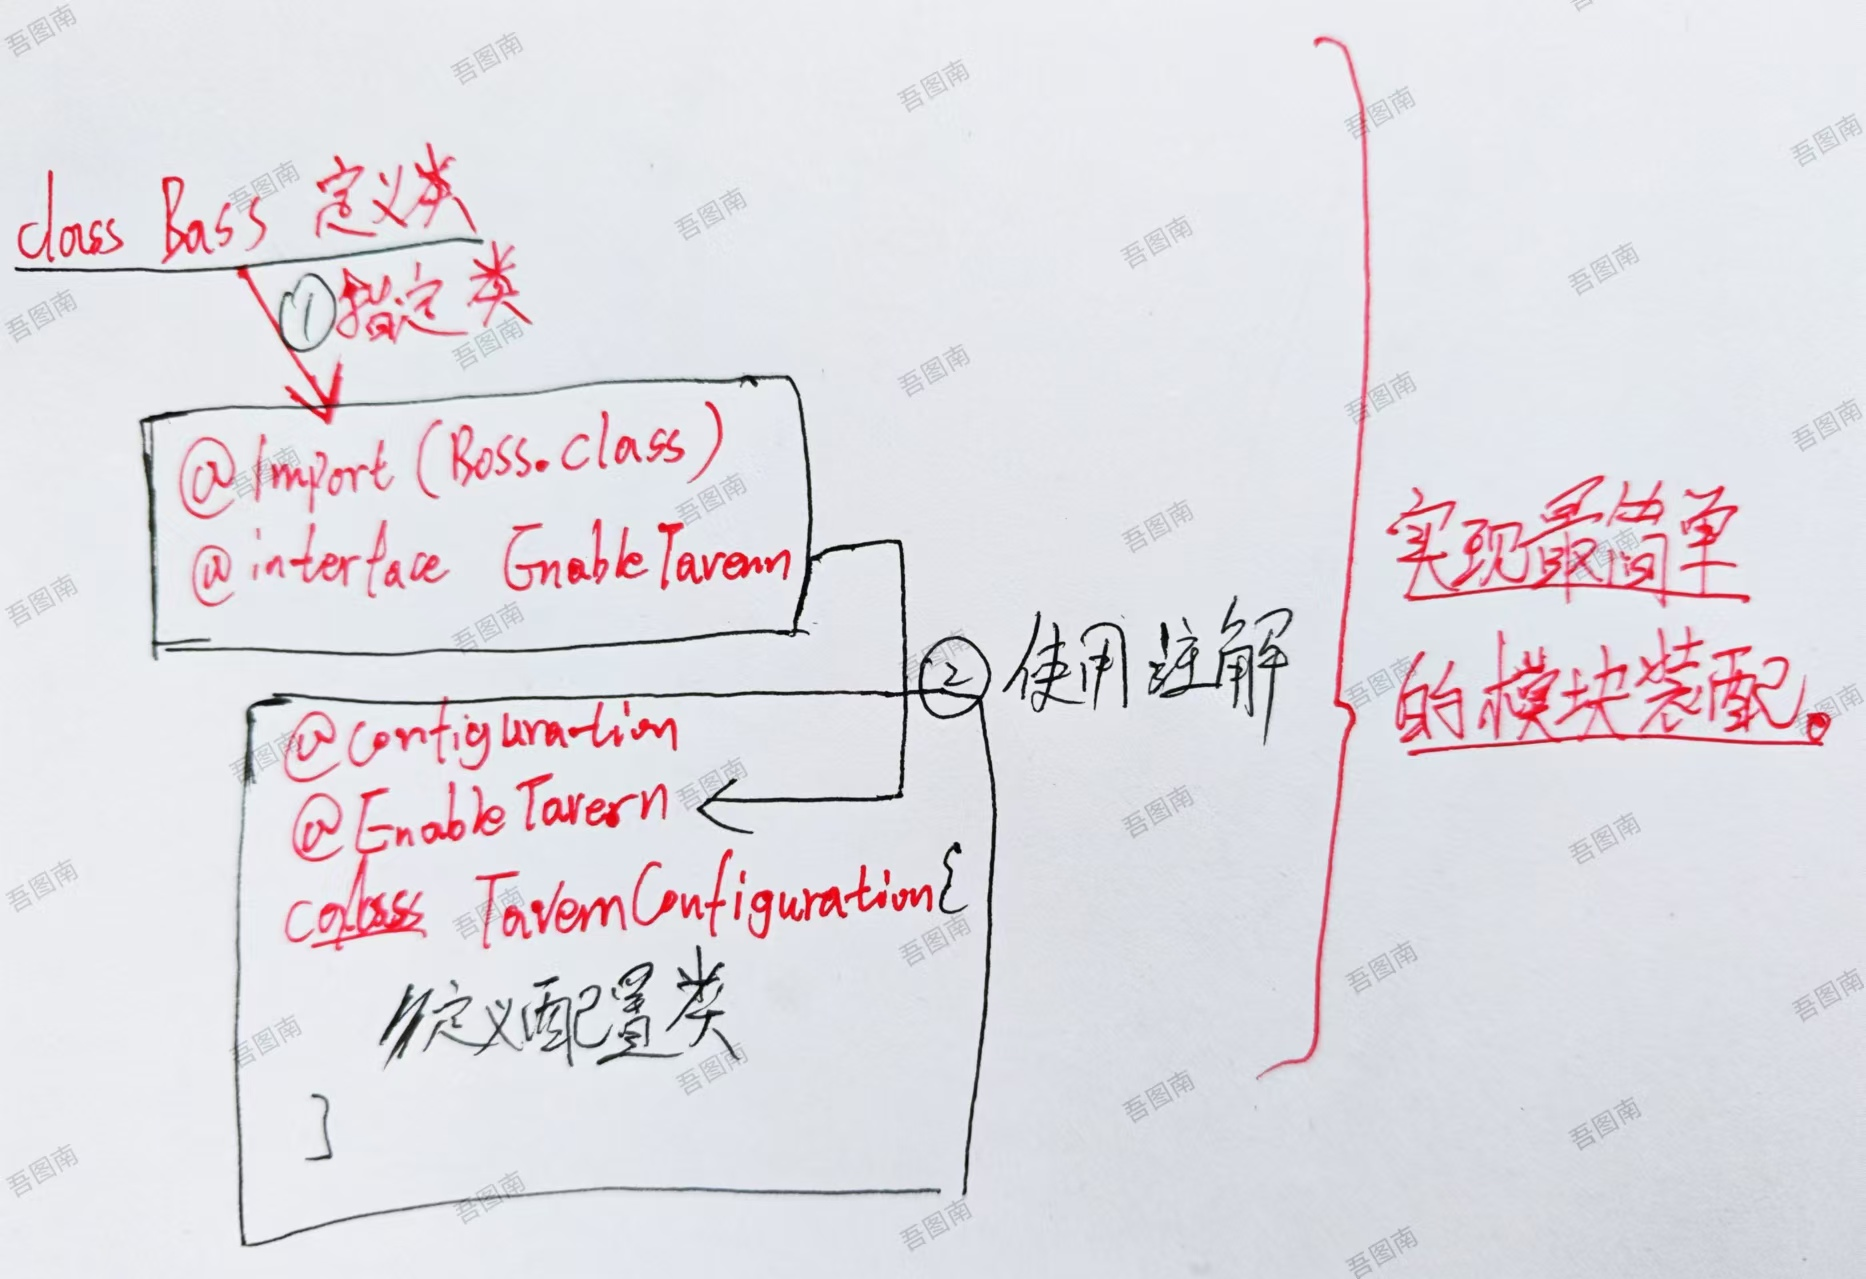 class Boss 定义类
①指定类
@Import(Boss.class)
@interface EnableTavern
②使用注解
@Configuration
@EnableTavern
class TavernConfiguration{
//定义配置类
}
实现最简单
的模块装配。
吾图南